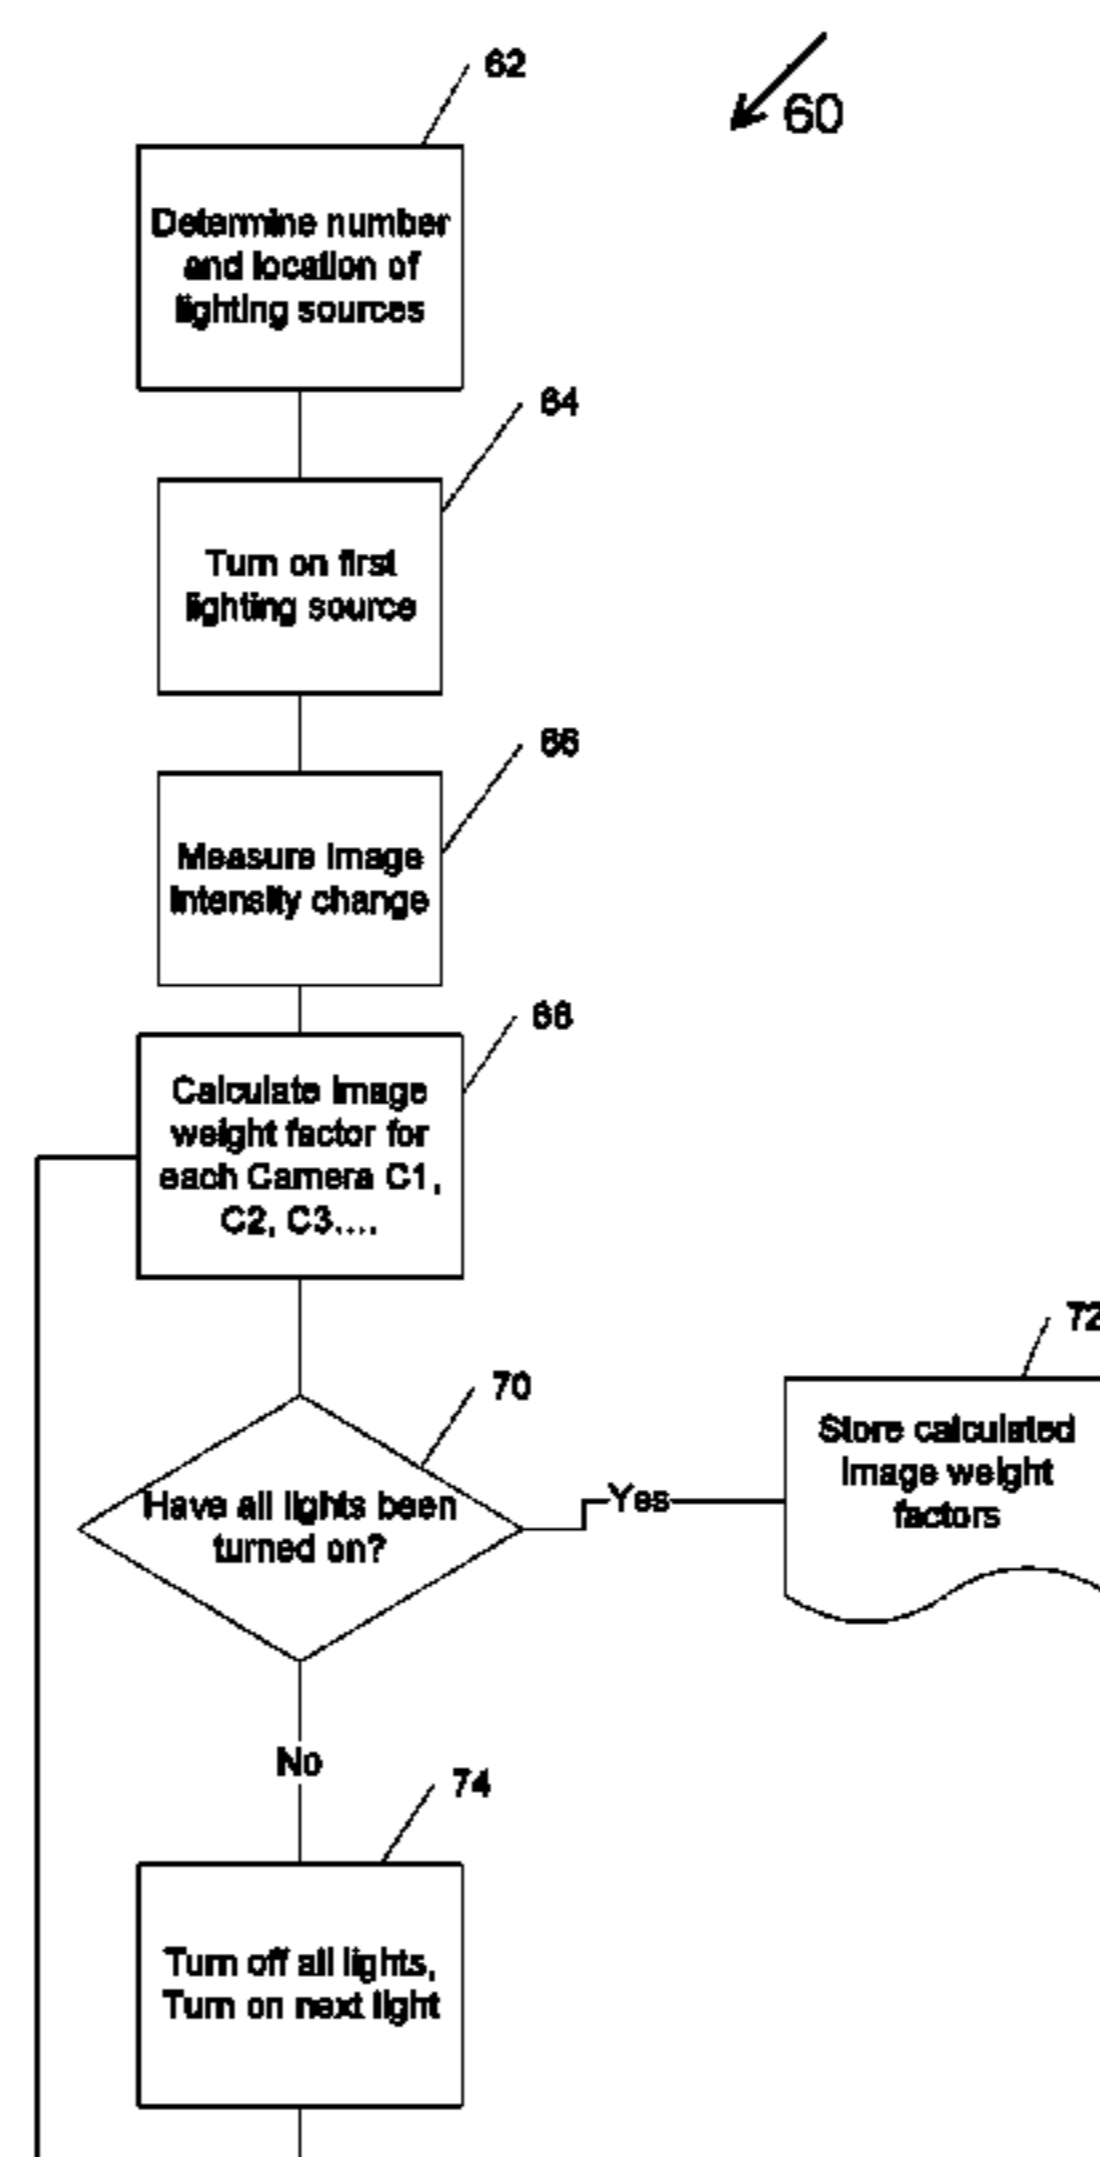 62
60
Determine number
and location of
lighting sources
64
Turn on first
lighting source
66
Measure Image
Intensity change
68
Calculate Image
weight factor for
each Camera C1,
C2, C3....
72
70
Store calculated
Image weight
factors
Have all lights been
turned on?
Yes
No
74
Turn off all lights,
Turn on next light